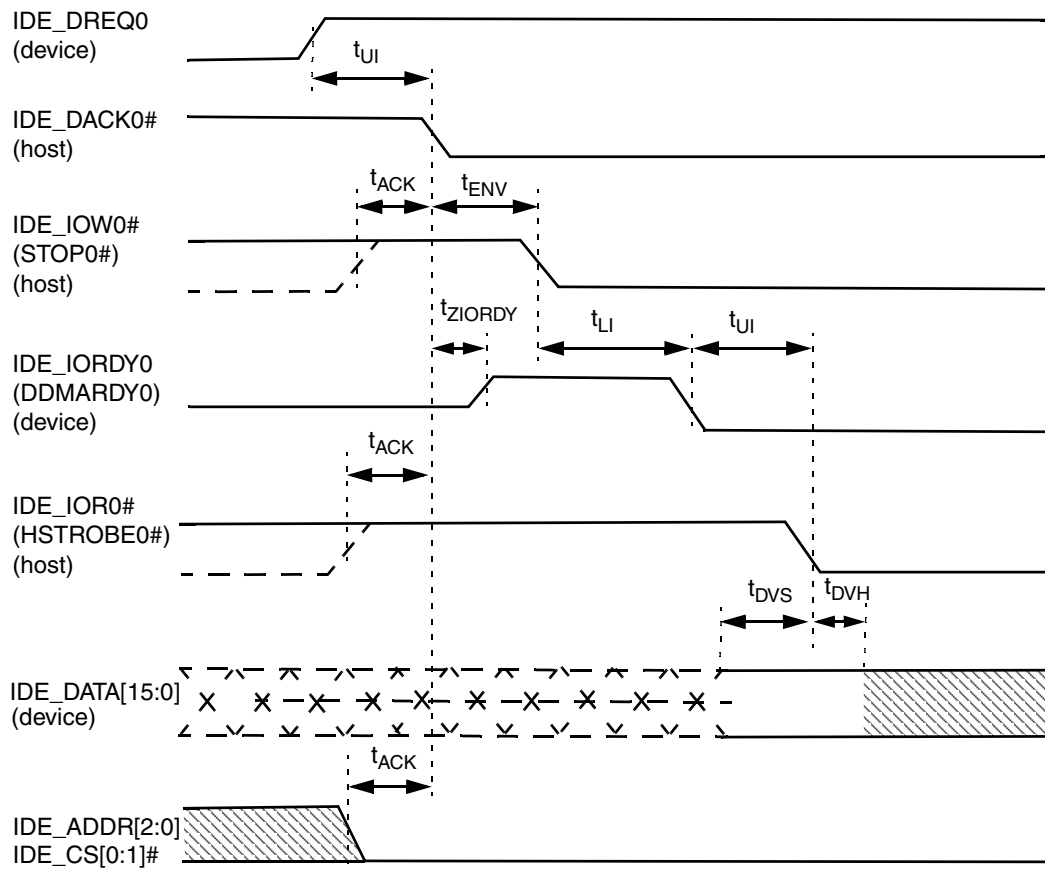 IDE_DREQ0
(device)
tUI
IDE_DACK0#
(host)
tACK
tENV
IDE_IOW0#
(STOP0#)
(host)
tZIORDY
tLI
tUI
IDE_IORDY0
(DDMARDY0)
(device)
tACK
IDE_IOR0#
(HSTROBE0#)
(host)
tDVS
tDVH
IDE_DATA[15:0]
(device)
tACK
IDE_ADDR[2:0]
IDE_CS[0:1]#